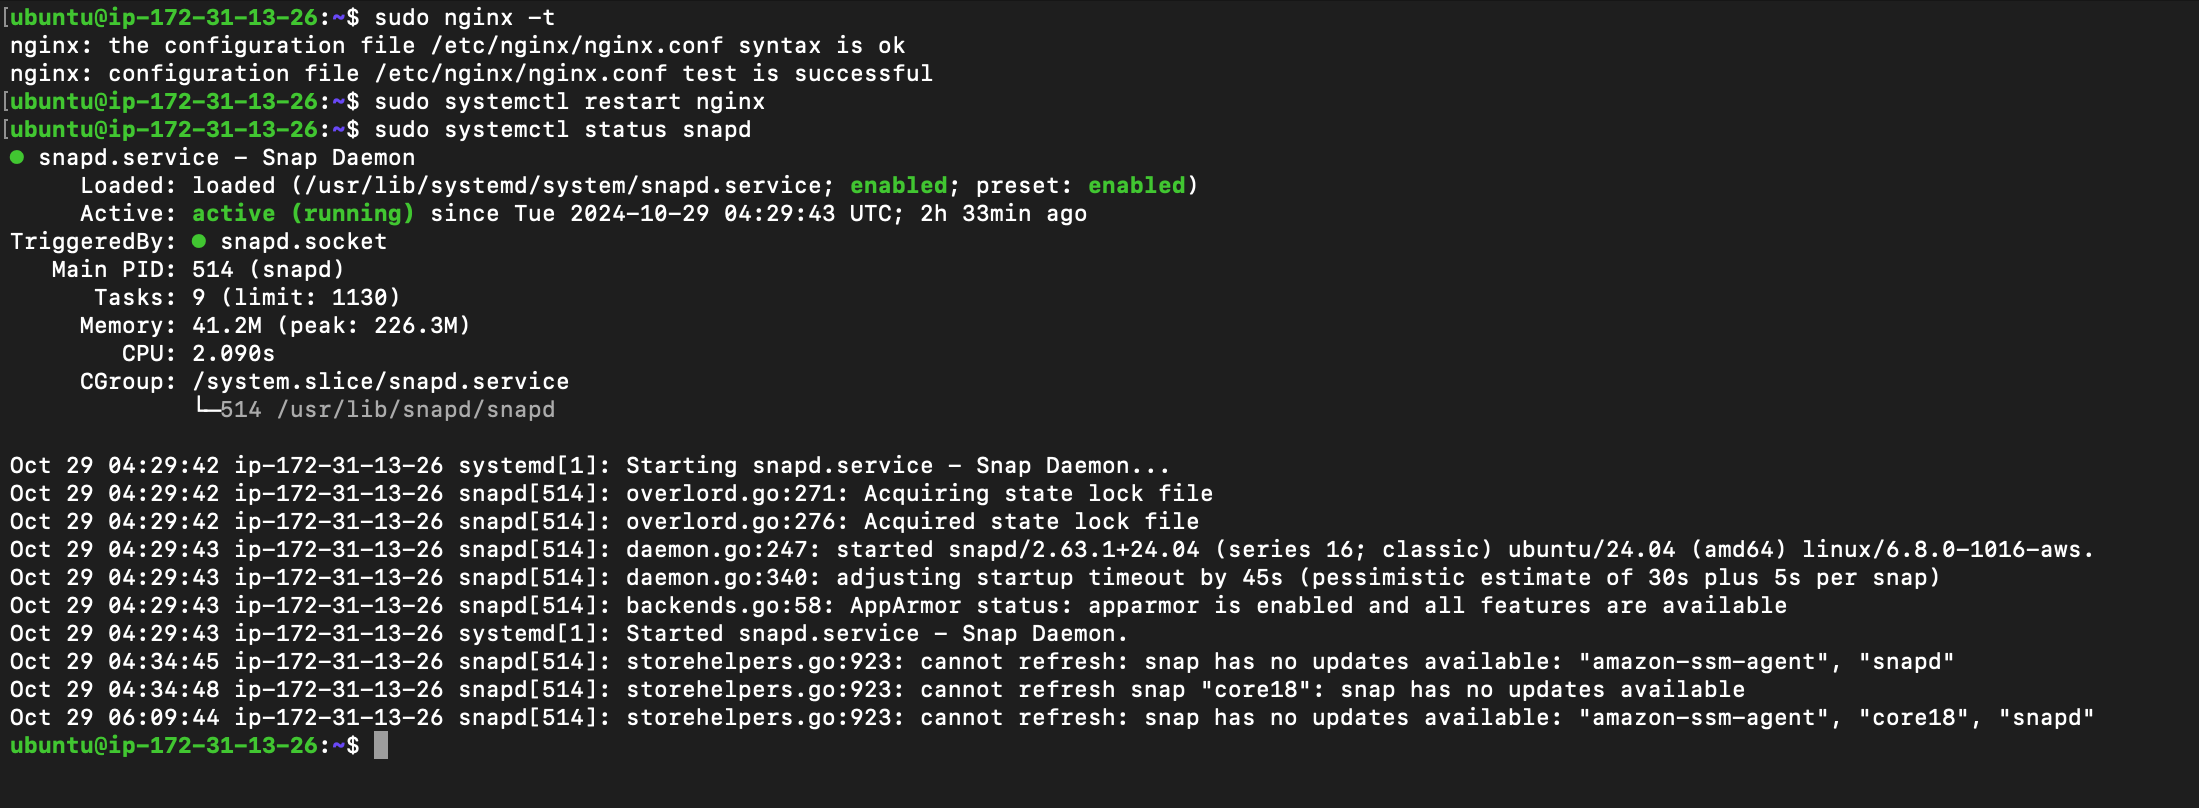 [ubuntu@ip-172-31-13-26:~$ sudo nginx -t
nginx: the configuration file /etc/nginx/nginx.conf syntax is ok
nginx: configuration file /etc/nginx/nginx.conf test is successful
[ubuntu@ip-172-31-13-26:~$ sudo systemctl restart nginx
[ubuntu@ip-172-31-13-26:~$ sudo systemctl status snapd
● snapd.service - Snap Daemon
Loaded: loaded (/usr/lib/systemd/system/snapd.service; enabled; preset: enabled)
Active: active (running) since Tue 2024-10-29 04:29:43 UTC; 2h 33min ago
TriggeredBy: ● snapd.socket
Main PID: 514 (snapd)
Tasks: 9 (limit: 1130)
Memory: 41.2M (peak: 226.3M)
CPU: 2.090s
CGroup: /system.slice/snapd.service
└─514 /usr/lib/snapd/snapd
Oct 29 04:29:42 ip-172-31-13-26 systemd[1]: Starting snapd.service - Snap Daemon...
Oct 29 04:29:42 ip-172-31-13-26 snapd[514]: overlord.go:271: Acquiring state lock file
Oct 29 04:29:42 ip-172-31-13-26 snapd[514]: overlord.go:276: Acquired state lock file
Oct 29 04:29:43 ip-172-31-13-26 snapd[514]: daemon.go:247: started snapd/2.63.1+24.04 (series 16; classic) ubuntu/24.04 (amd64) linux/6.8.0-1016-aws.
Oct 29 04:29:43 ip-172-31-13-26 snapd[514]: daemon.go:340: adjusting startup timeout by 45s (pessimistic estimate of 30s plus 5s per snap)
Oct 29 04:29:43 ip-172-31-13-26 snapd[514]: backends.go:58: AppArmor status: apparmor is enabled and all features are available
Oct 29 04:29:43 ip-172-31-13-26 systemd[1]: Started snapd.service - Snap Daemon.
Oct 29 04:34:45 ip-172-31-13-26 snapd[514]: storehelpers.go:923: cannot refresh: snap has no updates available: "amazon-ssm-agent", "snapd"
Oct 29 04:34:48 ip-172-31-13-26 snapd[514]: storehelpers.go:923: cannot refresh snap "core18": snap has no updates available
Oct 29 06:09:44 ip-172-31-13-26 snapd[514]: storehelpers.go:923: cannot refresh: snap has no updates available: "amazon-ssm-agent", "core18", "snapd"
ubuntu@ip-172-31-13-26:~$